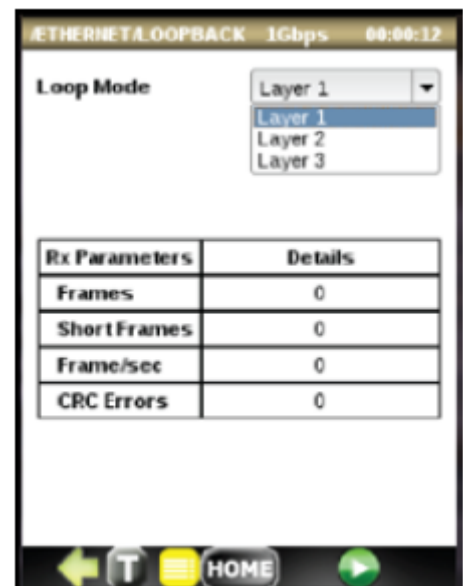 /ETHERNET/LOOPBACK 1Gbps 00:00:12
Loop Mode Layer 1
Layer 1
Layer 2
Layer 3
Rx Parameters Details
Frames 0
Short Frames 0
Frame/sec 0
CRC Errors 0
T HOME